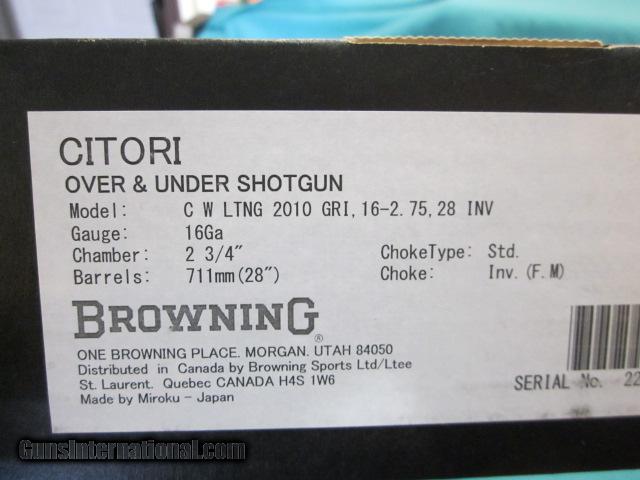 CITORI
OVER & UNDER SHOTGUN
Model: C W LTNG 2010 GRI,16-2.75,28 INV
Gauge: 16Ga
Chamber: 2 3/4" ChokeType: Std.
Barrels: 711mm(28") Choke: Inv.(F.M)
BROWNING®
ONE BROWNING PLACE. MORGAN. UTAH 84050
Distributed in Canada by Browning Sports Ltd/Ltee
St. Laurent. Quebec CANADA H4S 1W6
Made by Miroku - Japan
SERIAL No. 22
GunsInternational.com